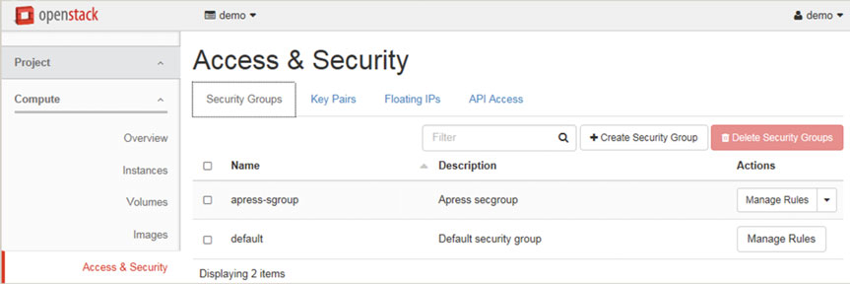 openstack
demo
demo
Project
Compute
Overview
Instances
Volumes
Images
Access & Security
Access & Security
Security Groups Key Pairs Floating IPs API Access
Filter + Create Security Group Delete Security Groups
Name Description Actions
apress-sgroup Apress secgroup Manage Rules
default Default security group Manage Rules
Displaying 2 items